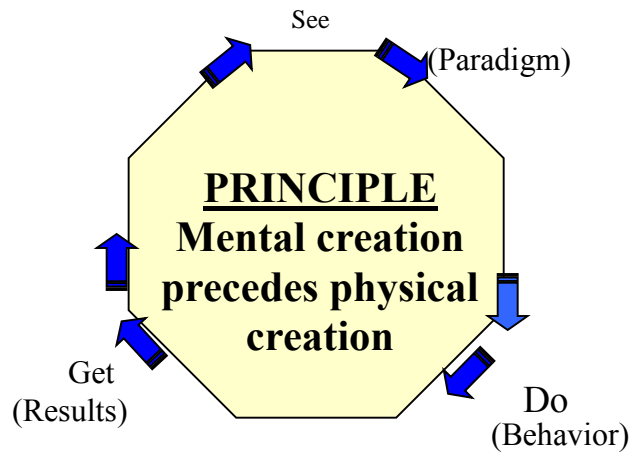 See
(Paradigm)
PRINCIPLE
Mental creation
precedes physical
creation
Get
(Results)
Do
(Behavior)